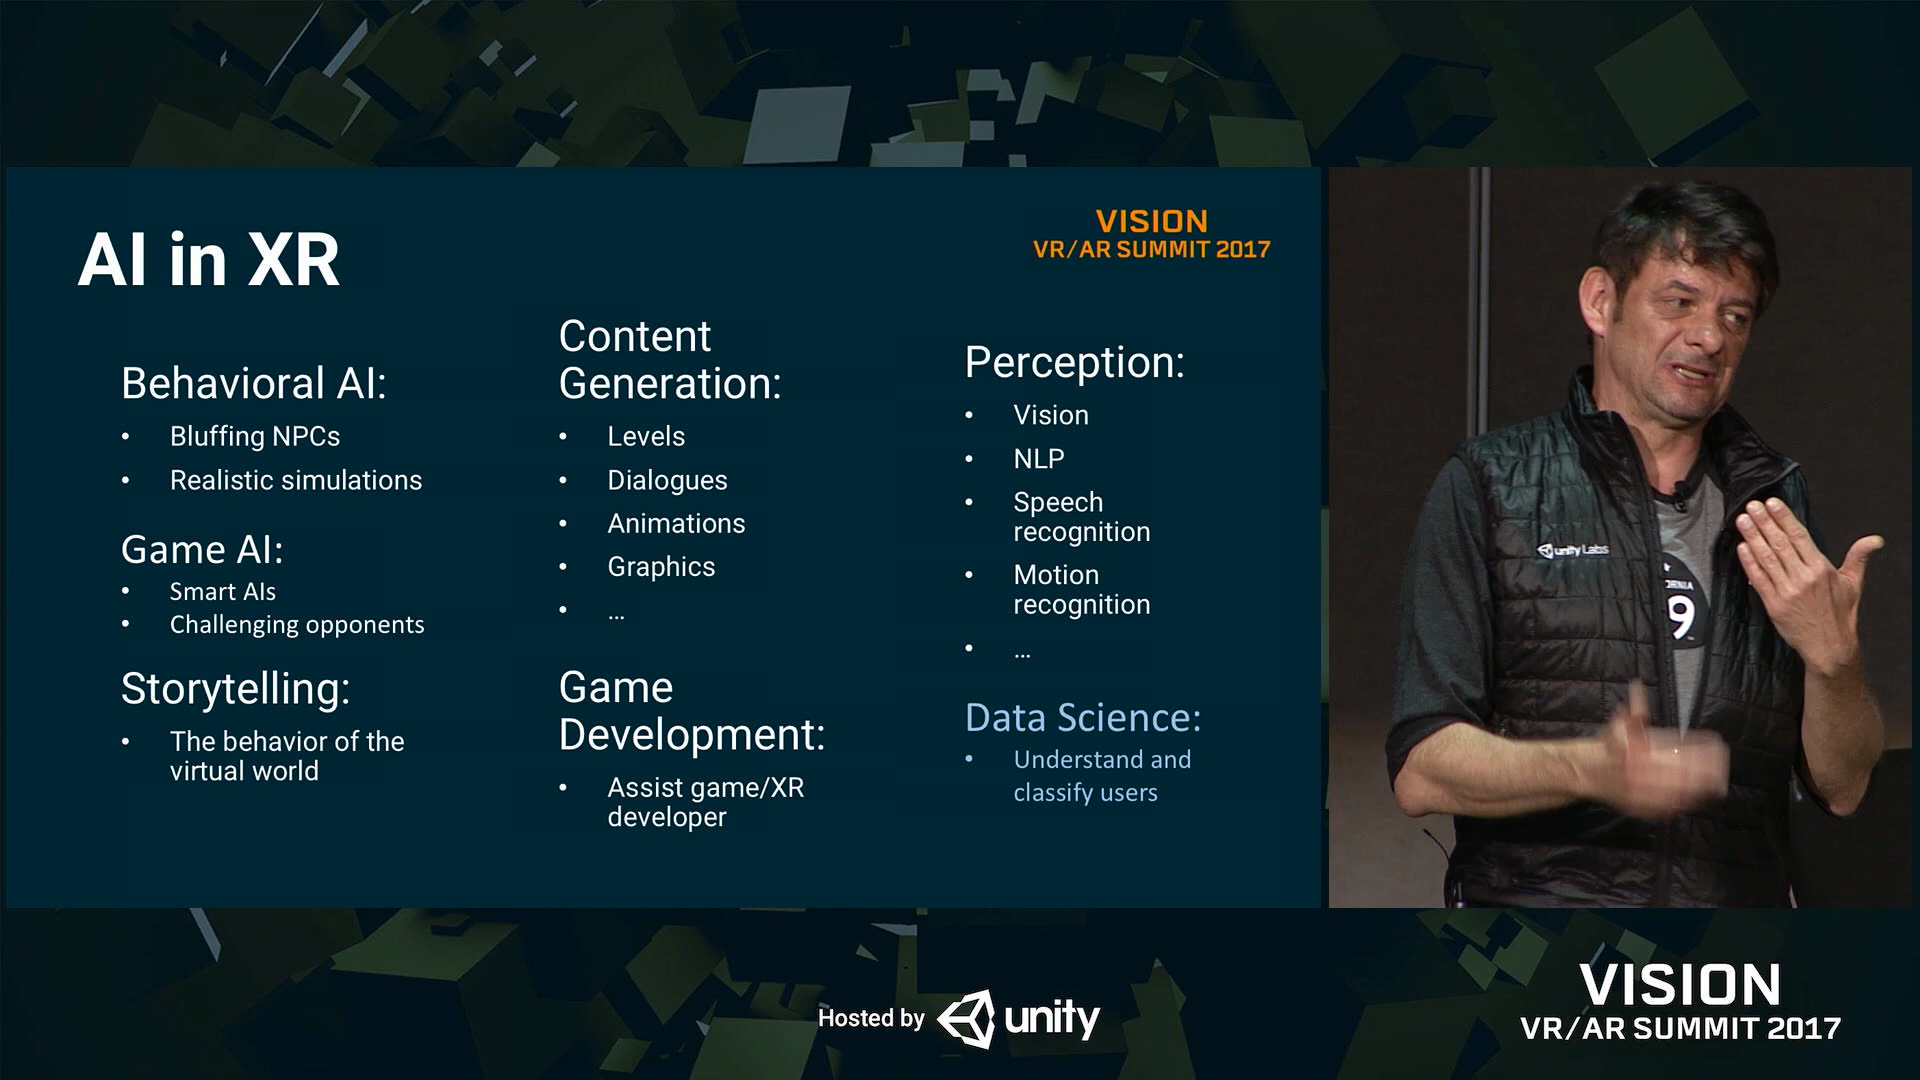 AI in XR
VISION
VR/AR SUMMIT 2017
Behavioral AI:
• Bluffing NPCs
• Realistic simulations
Game AI:
• Smart AIs
• Challenging opponents
Storytelling:
• The behavior of the
virtual world
Content
Generation:
• Levels
• Dialogues
• Animations
• Graphics
• ...
Game
Development:
• Assist game/XR
developer
Perception:
• Vision
• NLP
• Speech
recognition
• Motion
recognition
• ...
Data Science:
• Understand and
classify users
unity Labs
9
Hosted by unity
VISION
VR/AR SUMMIT 2017